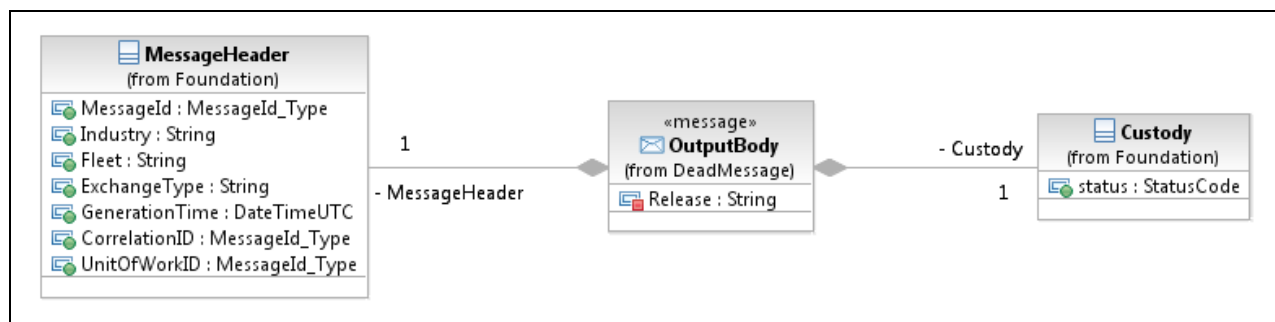 MessageHeader
(from Foundation)
MessageId : MessageId_Type
Industry : String
Fleet : String
ExchangeType : String
GenerationTime : DateTimeUTC
CorrelationID : MessageId_Type
UnitOfWorkID : MessageId_Type
1
- MessageHeader
«message»
OutputBody
(from DeadMessage)
Release : String
- Custody
1
Custody
(from Foundation)
status : StatusCode